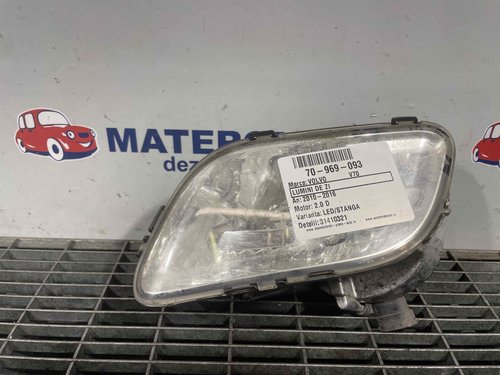 MATEROM
dez
70-969-093
Marca: VOLVO V70
LUMINI DE ZI
An: 2010-2016
Motor: 2.0 D
Varianta: LED/STANGA
Detalii: 31410321